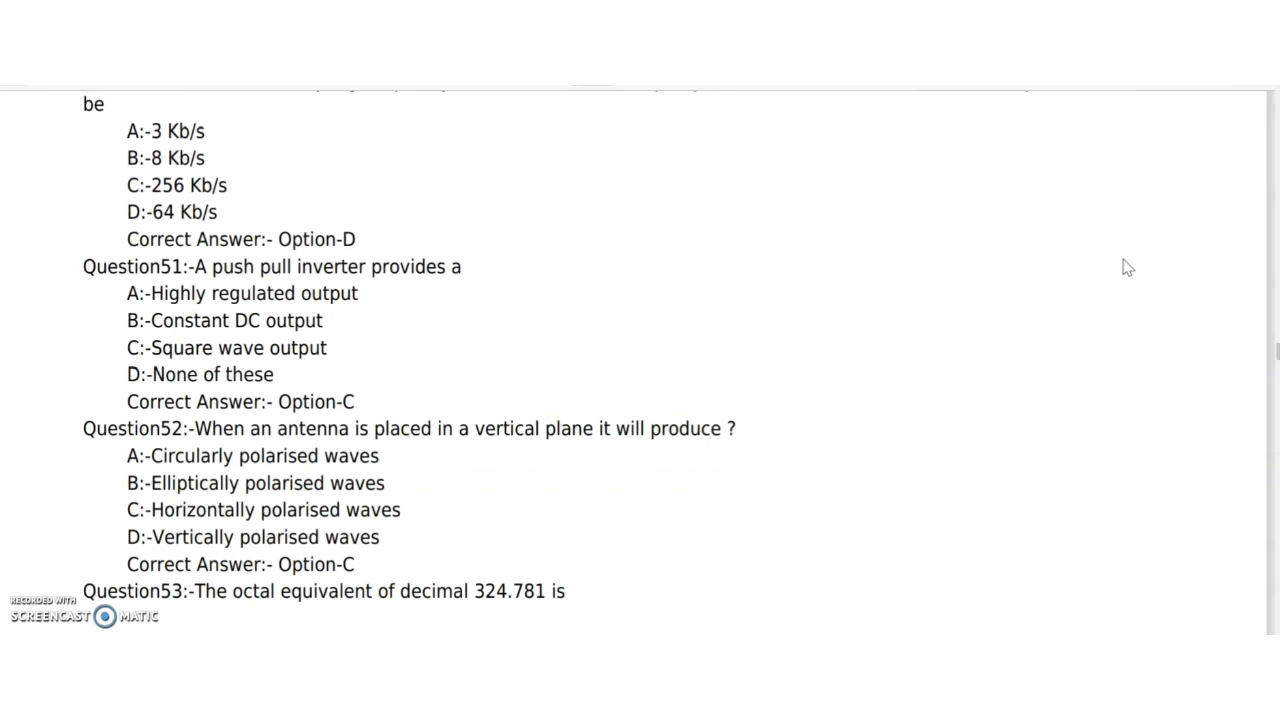 be
A:-3 Kb/s
B:-8 Kb/s
C:-256 Kb/s
D:-64 Kb/s
Correct Answer:- Option-D
Question51:-A push pull inverter provides a
A:-Highly regulated output
B:-Constant DC output
C:-Square wave output
D:-None of these
Correct Answer:- Option-C
Question52:-When an antenna is placed in a vertical plane it will produce ?
A:-Circularly polarised waves
B:-Elliptically polarised waves
C:-Horizontally polarised waves
D:-Vertically polarised waves
Correct Answer:- Option-C
Question53:-The octal equivalent of decimal 324.781 is
RECORDED WITH
SCREENCAST MATIC